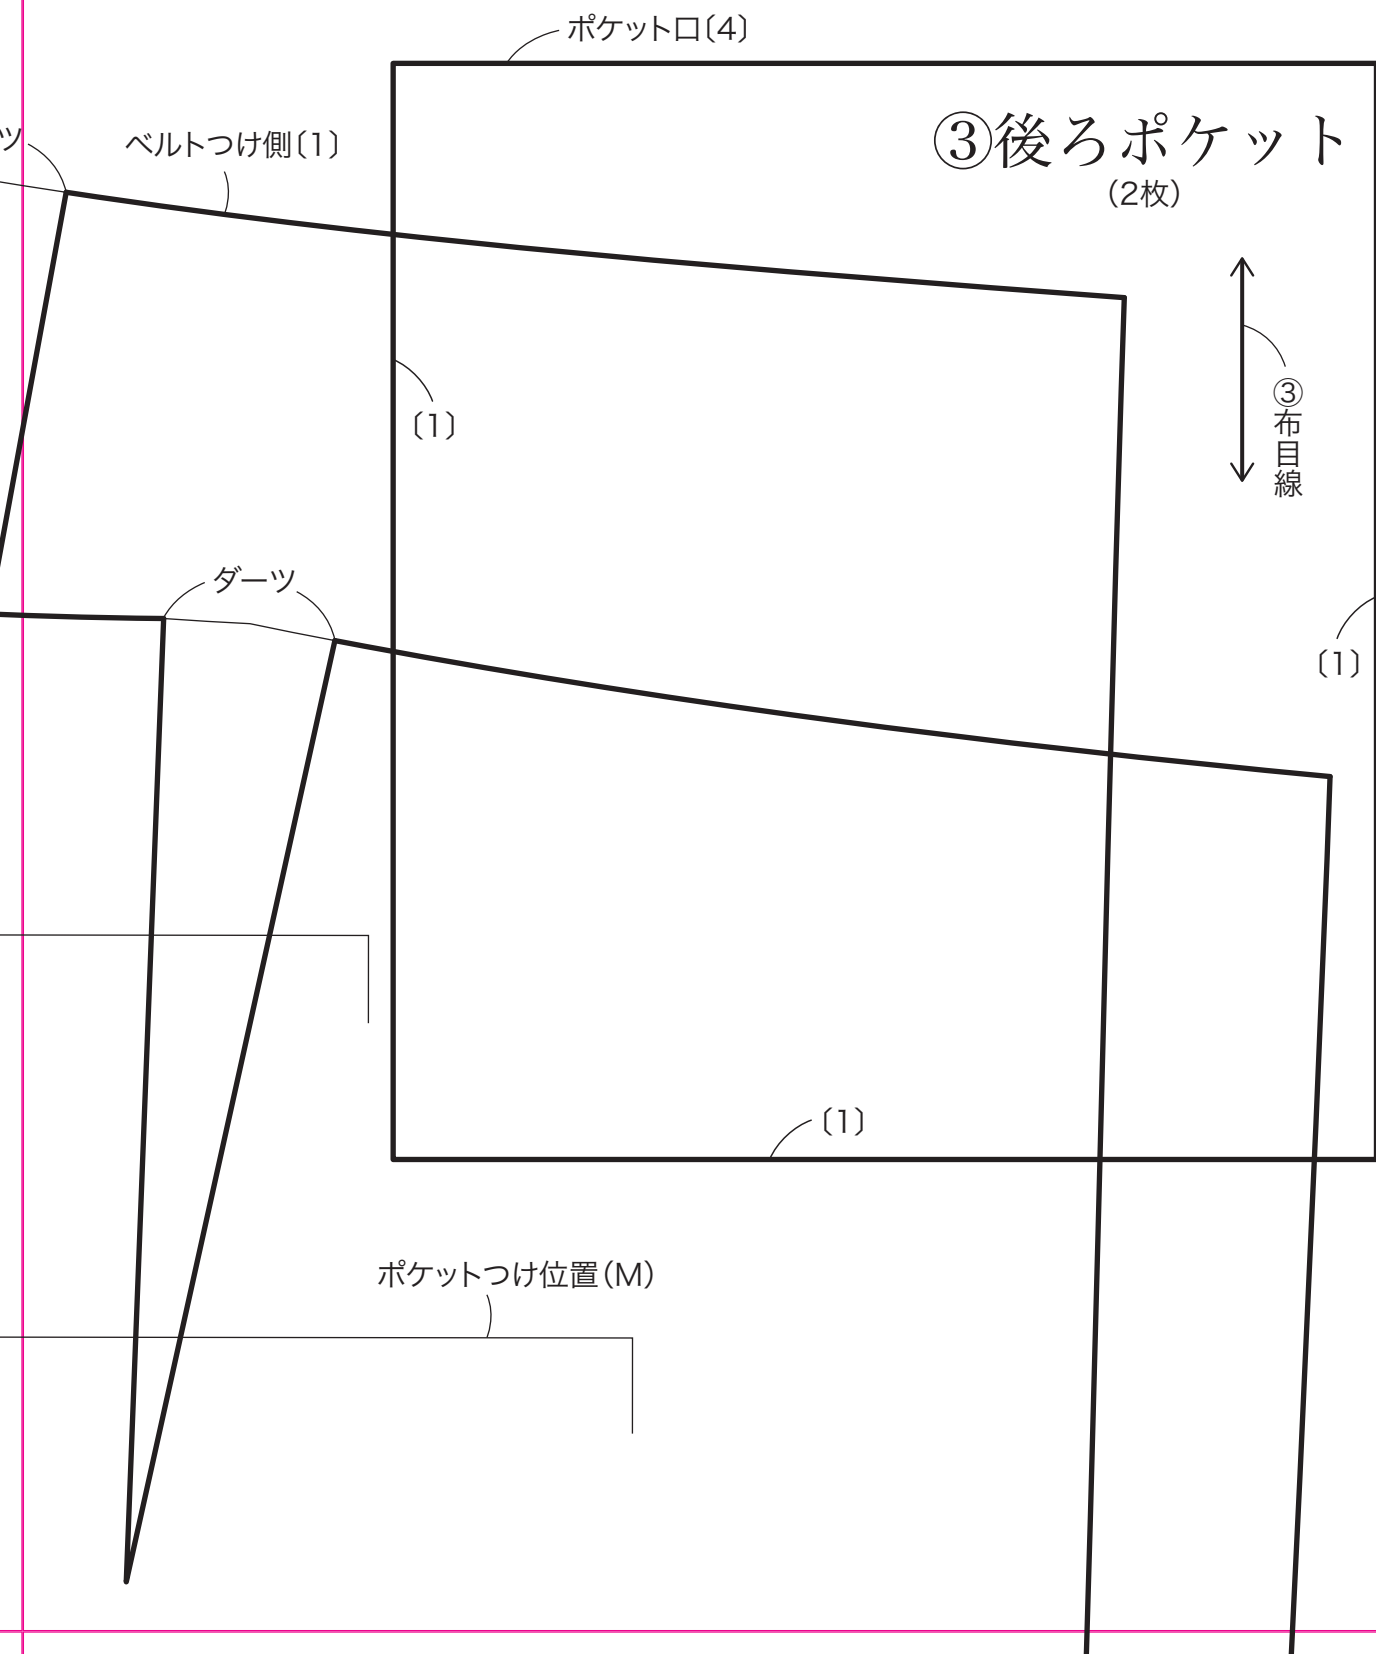 ポケット口〔4〕
ツ
ベルトつけ側〔1〕
③後ろポケット
(2枚)
〔1〕
③布目線
ダーツ
〔1〕
〔1〕
ポケットつけ位置(M)